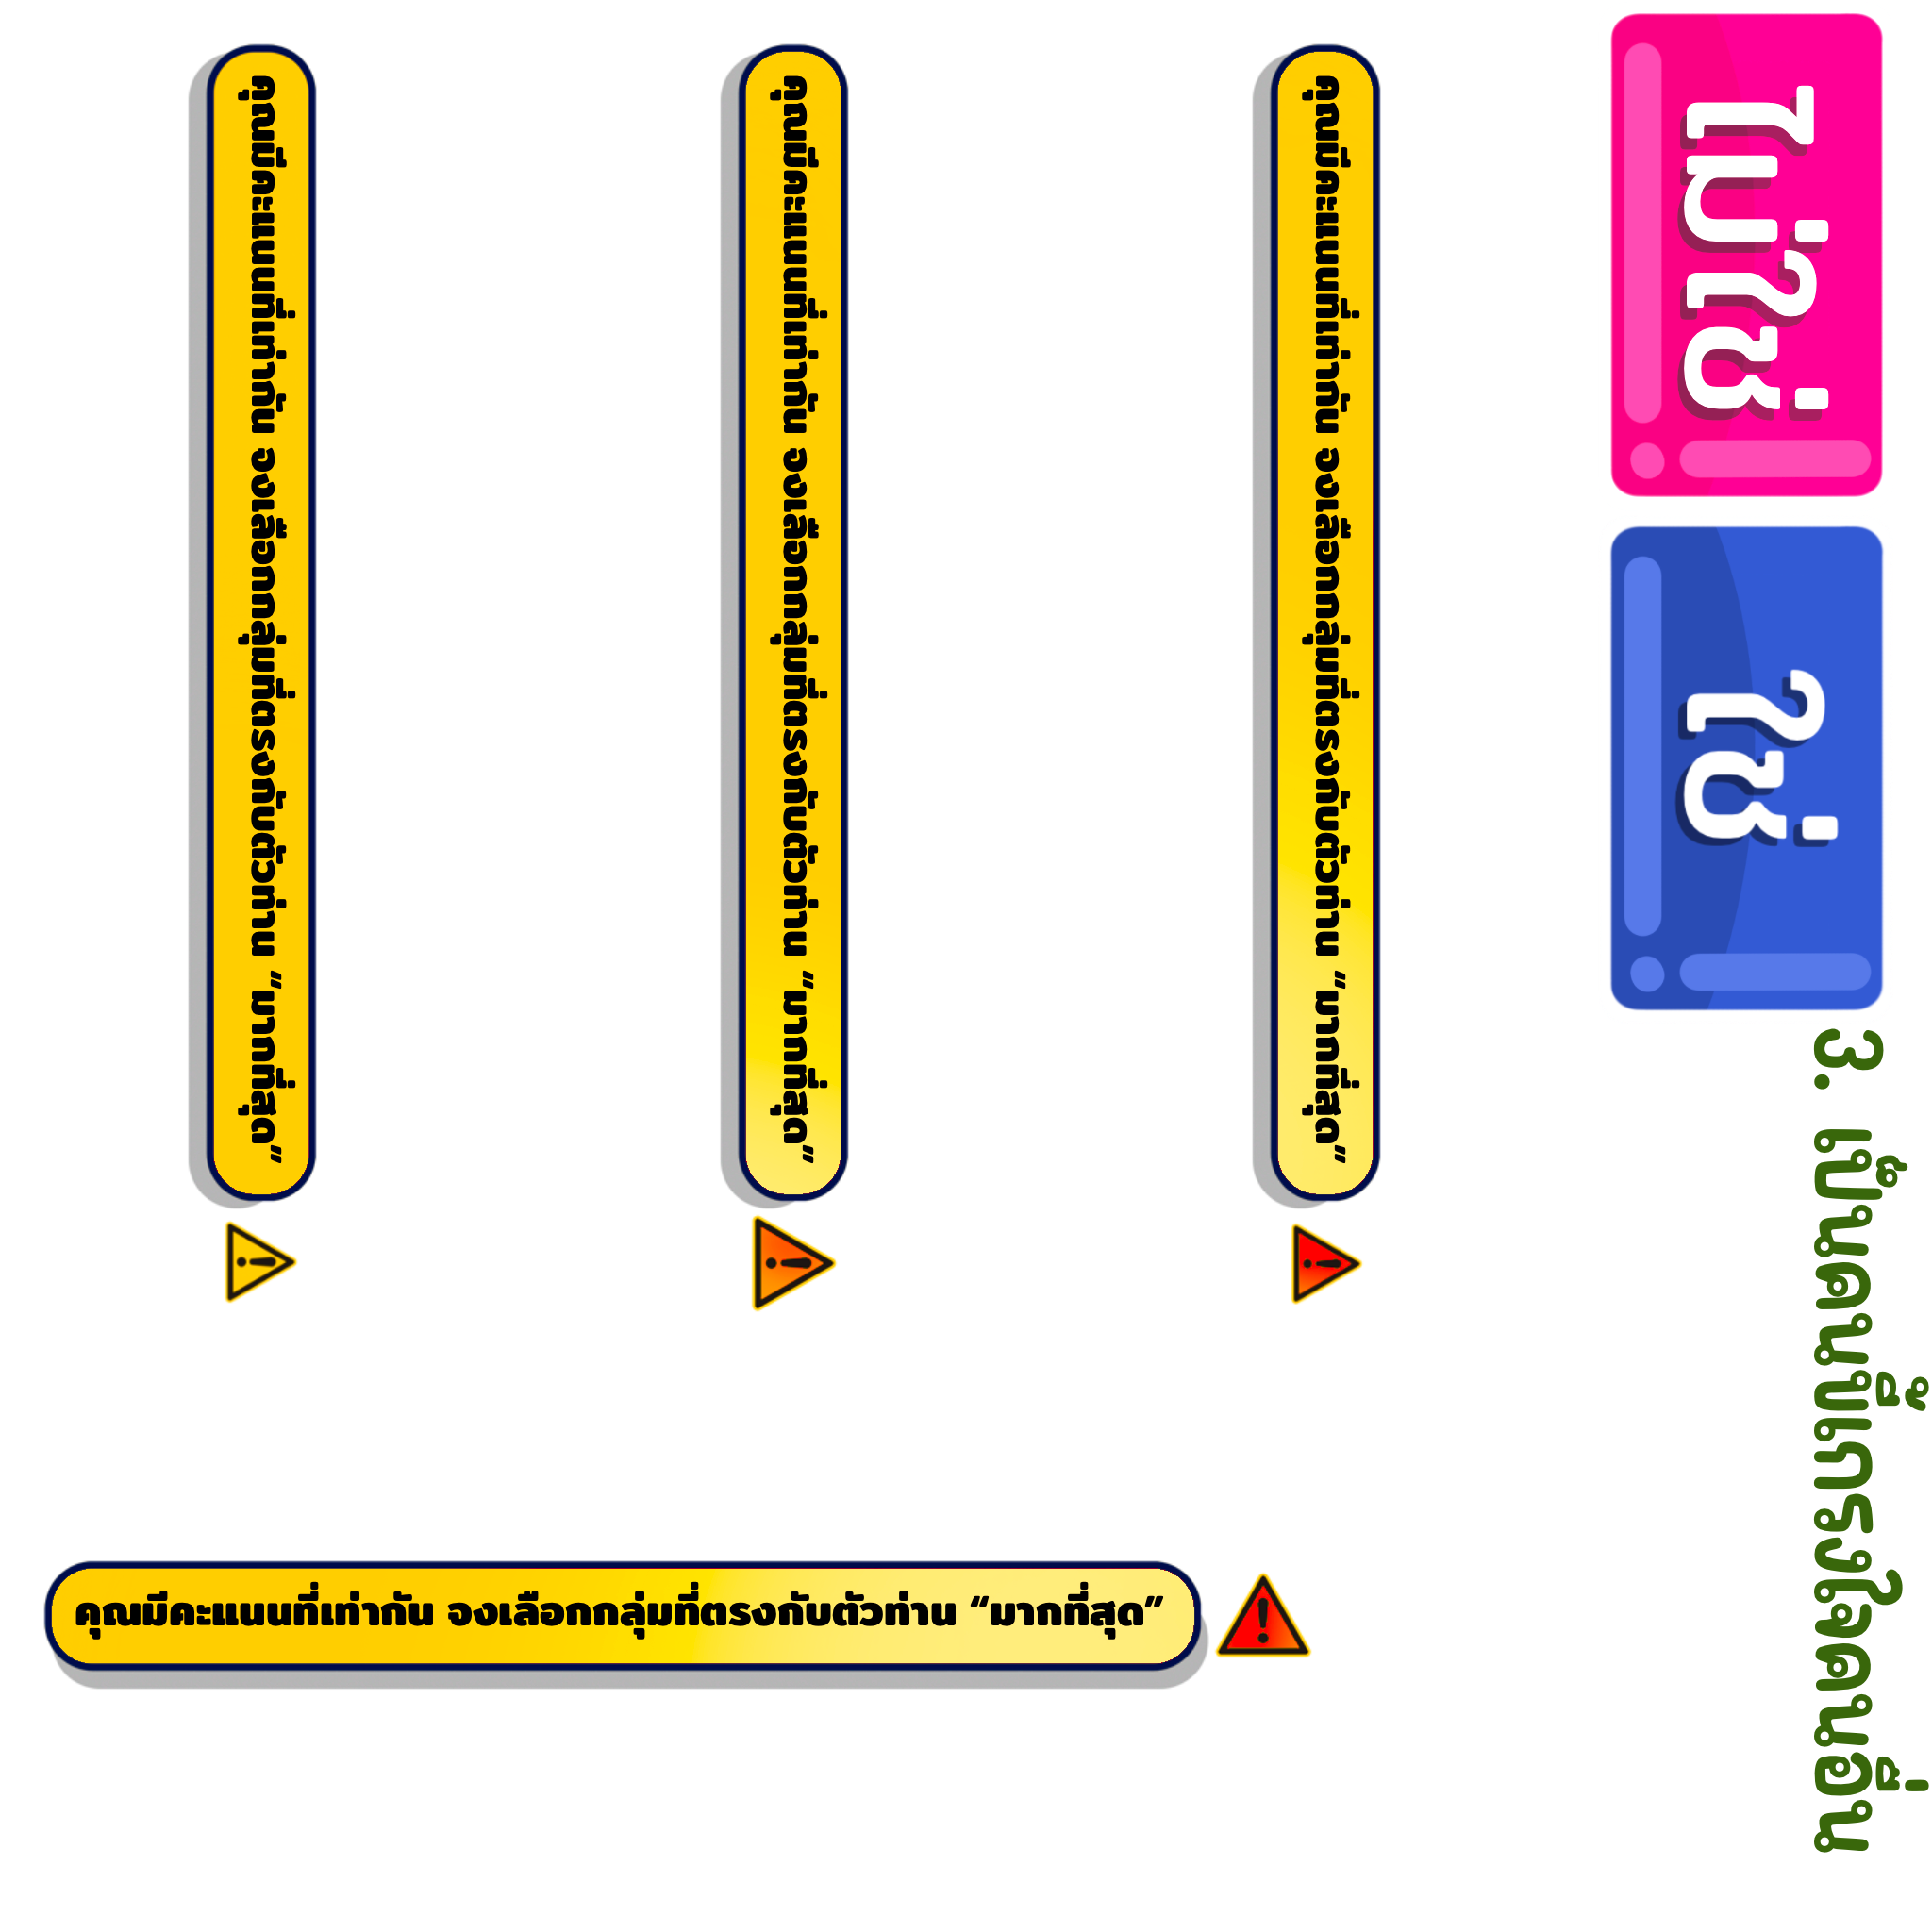 ไม่ใช่
ใช่
3. เป็นคนขี้เกรงใจคนอื่น
คุณมีคะแนนที่เท่ากัน จงเลือกกลุ่มที่ตรงกับตัวท่าน “มากที่สุด”
คุณมีคะแนนที่เท่ากัน จงเลือกกลุ่มที่ตรงกับตัวท่าน “มากที่สุด”
คุณมีคะแนนที่เท่ากัน จงเลือกกลุ่มที่ตรงกับตัวท่าน “มากที่สุด”
คุณมีคะแนนที่เท่ากัน จงเลือกกลุ่มที่ตรงกับตัวท่าน “มากที่สุด”